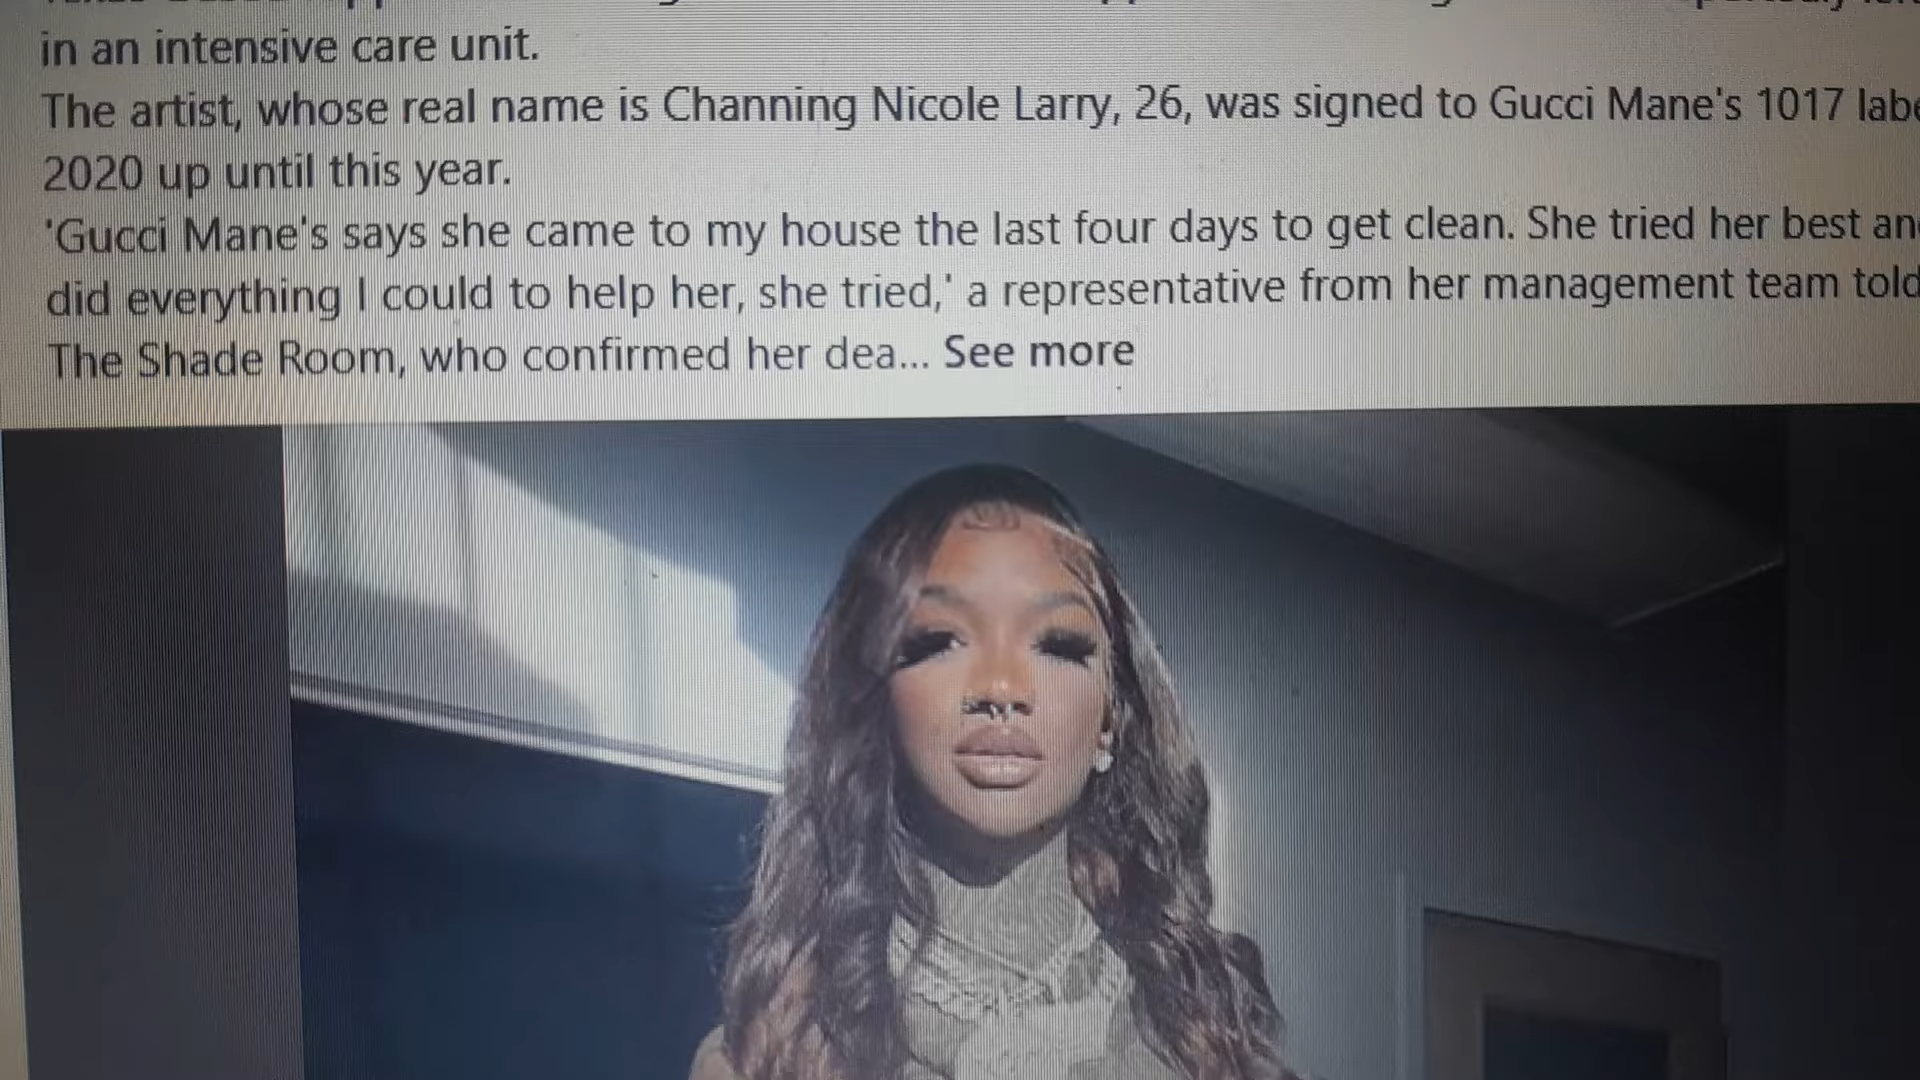 in an intensive care unit.
The artist, whose real name is Channing Nicole Larry, 26, was signed to Gucci Mane's 1017
2020 up until this year.
'Gucci Mane's says she came to my house the last four days to get clean. She tried her best
did everything I could to help her, she tried,' a representative from her management team told
The Shade Room, who confirmed her dea... See more